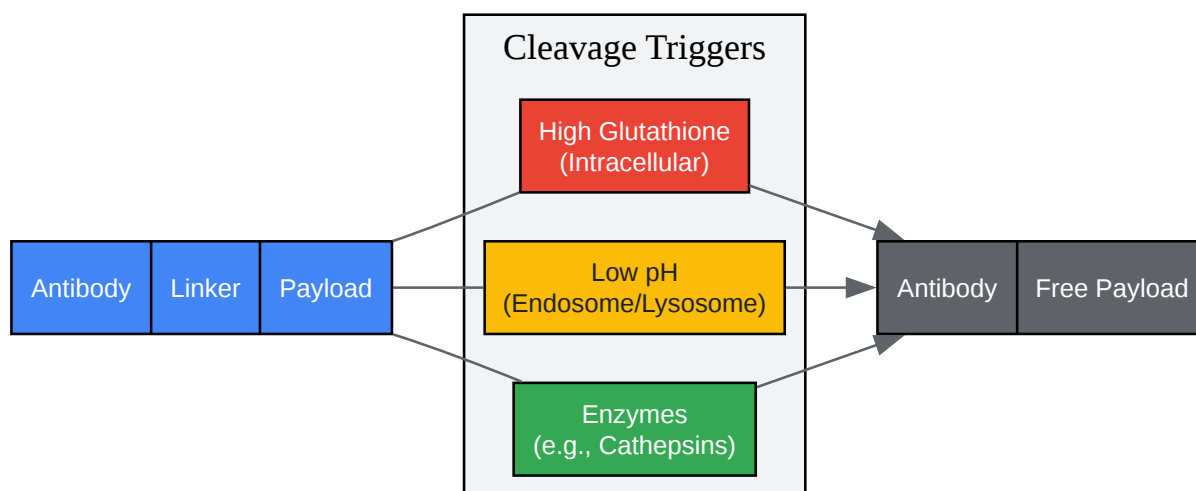 Cleavage Triggers
High Glutathione
(Intracellular)
Antibody
Linker
Payload
Low pH
(Endosome/Lysosome)
Antibody
Free Payload
Enzymes
(e.g., Cathepsins)